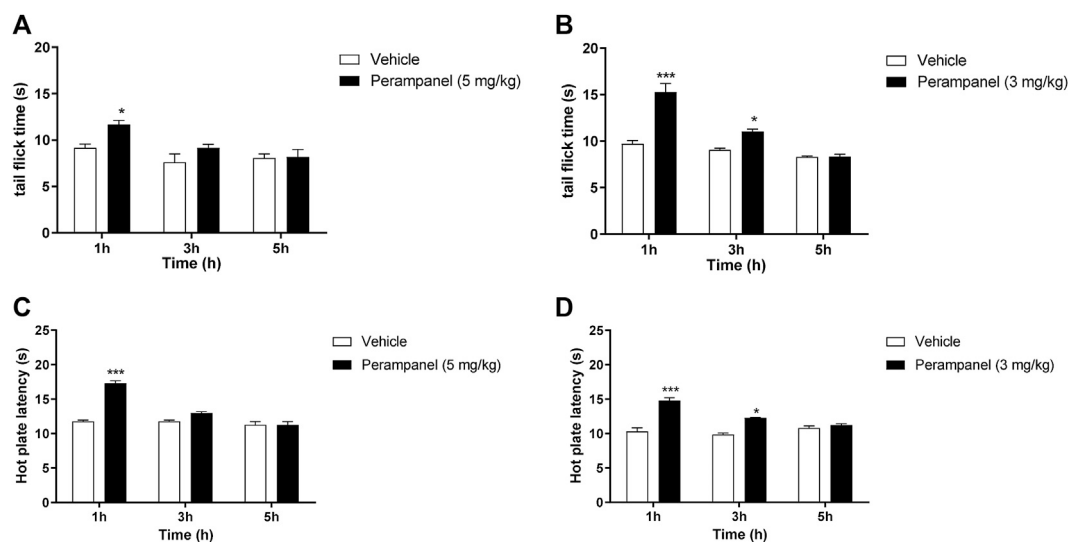 A
tail flick time (s)
20
15
10
5
0
*
1h
3h
5h
Time (h)
Vehicle
Perampanel (5 mg/kg)
B
tail flick time (s)
20
15
10
5
0
***
*
1h
3h
5h
Time (h)
Vehicle
Perampanel (3 mg/kg)
C
Hot plate latency (s)
25
20
15
10
5
0
***
1h
3h
5h
Time (h)
Vehicle
Perampanel (5 mg/kg)
D
Hot plate latency (s)
25
20
15
10
5
0
***
*
1h
3h
5h
Time (h)
Vehicle
Perampanel (3 mg/kg)